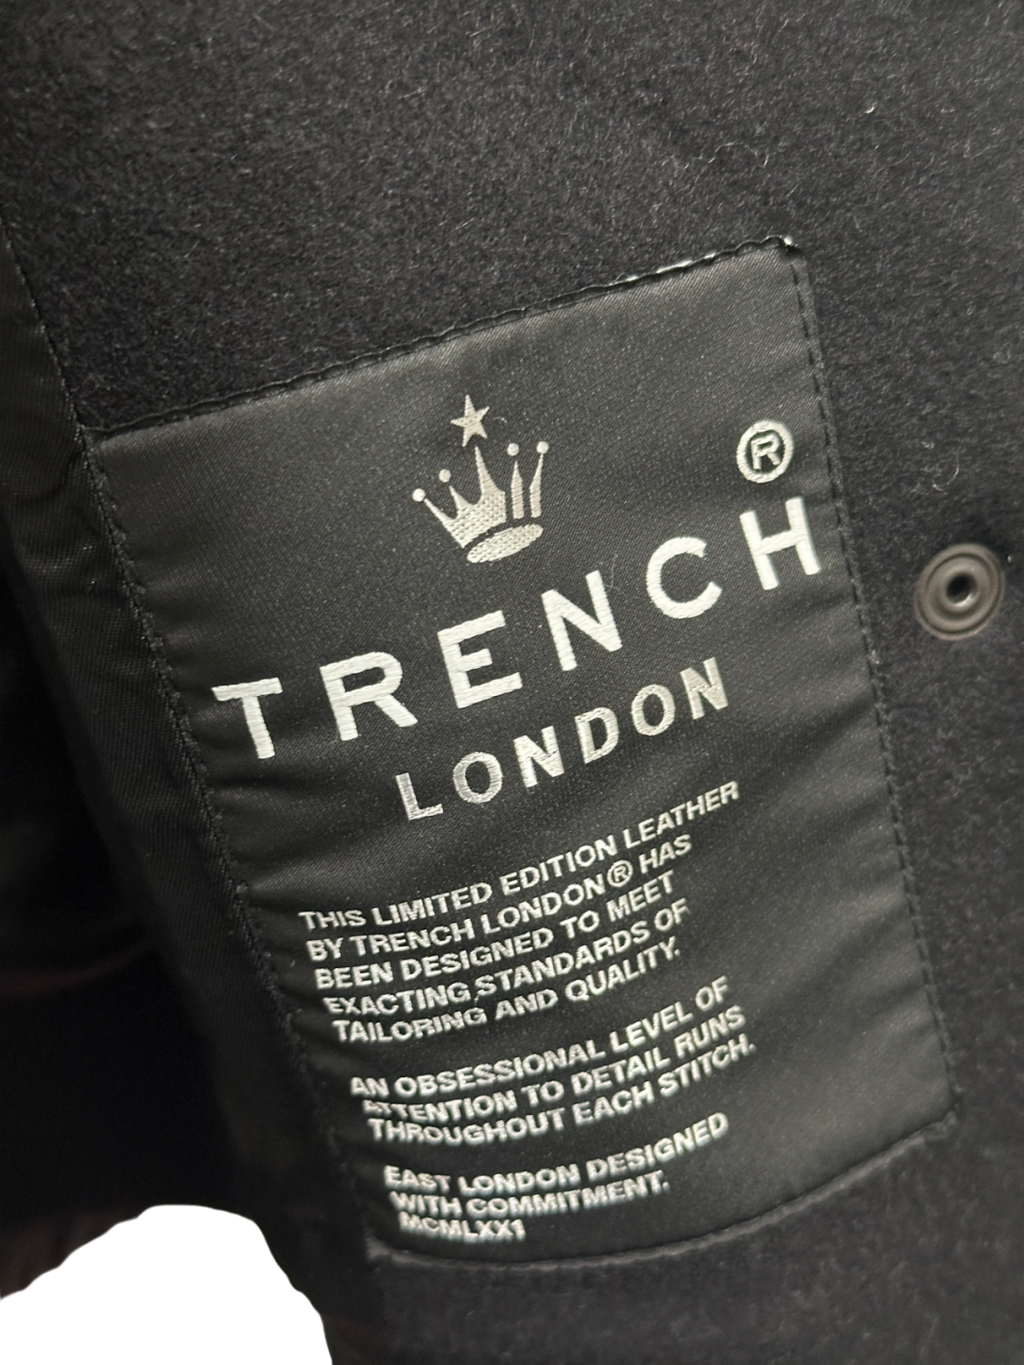 ®
TRENCH
LONDON
THIS LIMITED EDITION LEATHER
BY TRENCH LONDON® HAS
BEEN DESIGNED TO MEET
EXACTING STANDARDS OF
TAILORING AND QUALITY.
AN OBSESSIONAL LEVEL OF
ATTENTION TO DETAIL RUNS
THROUGHOUT EACH STITCH.
EAST LONDON DESIGNED
WITH COMMITMENT.
MCMLXX1